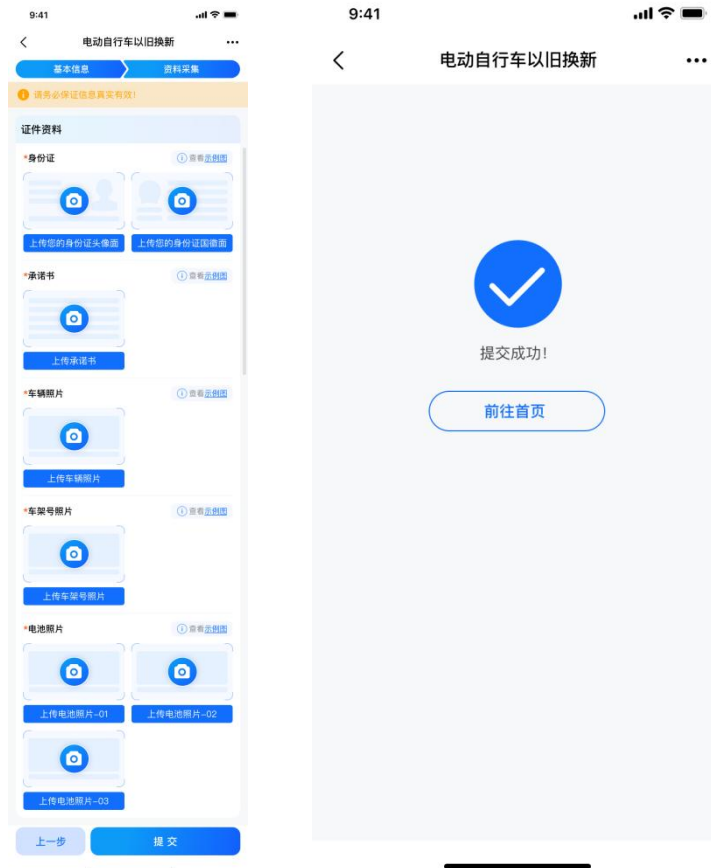 9:41
电动自行车以旧换新
基本信息
资料采集
请务必保证信息真实有效!
证件资料
*身份证
查看示例图
上传您的身份证头像面
上传您的身份证国徽面
*承诺书
查看示例图
上传承诺书
*车辆照片
查看示例图
上传车辆照片
*车架号照片
查看示例图
上传车架号照片
*电池照片
查看示例图
上传电池照片-01
上传电池照片-02
上传电池照片-03
上一步
提交
9:41
电动自行车以旧换新
提交成功!
前往首页